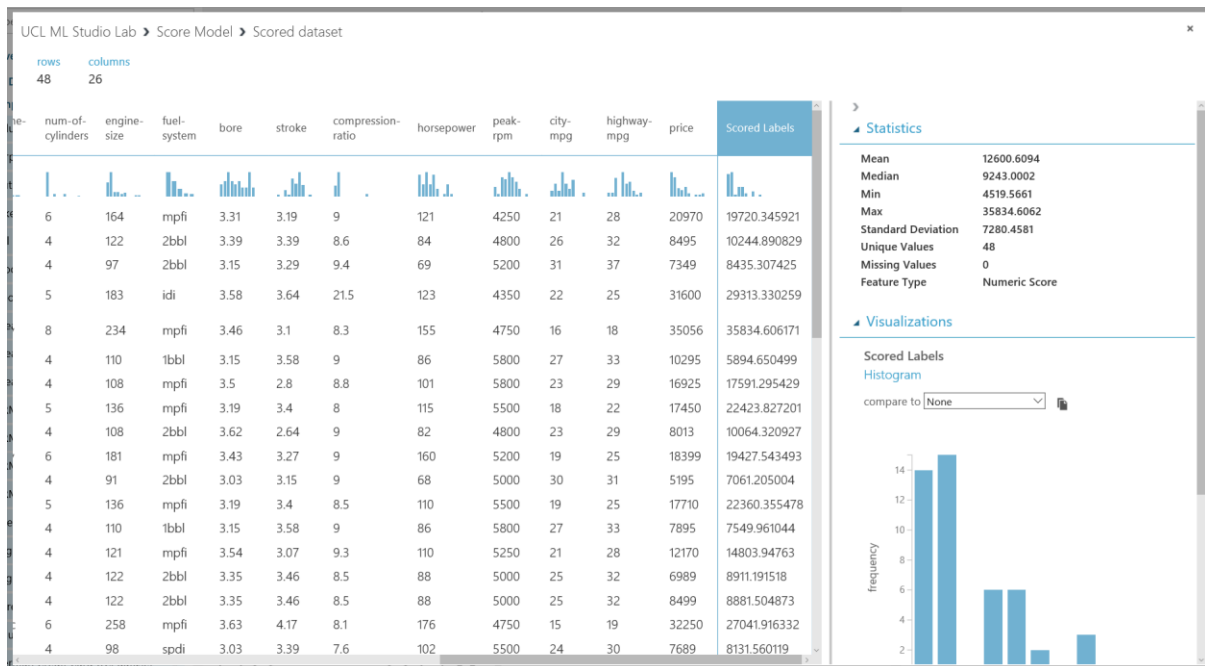 UCL ML Studio Lab › Score Model › Scored dataset
rows columns
48 26
num-of-cylinders engine-size fuel-system bore stroke compression-ratio horsepower peak-rpm city-mpg highway-mpg price Scored Labels
6 164 mpfi 3.31 3.19 9 121 4250 21 28 20970 19720.345921
4 122 2bbl 3.39 3.39 8.6 84 4800 26 32 8495 10244.890829
4 97 2bbl 3.15 3.29 9.4 69 5200 31 37 7349 8435.307425
5 183 idi 3.58 3.64 21.5 123 4350 22 25 31600 29313.330259
8 234 mpfi 3.46 3.1 8.3 155 4750 16 18 35056 35834.606171
4 110 1bbl 3.15 3.58 9 86 5800 27 33 10295 5894.650499
4 108 mpfi 3.5 2.8 8.8 101 5800 23 29 16925 17591.295429
5 136 mpfi 3.19 3.4 8 115 5500 18 22 17450 22423.827201
4 108 2bbl 3.62 2.64 9 82 4800 23 29 8013 10064.320927
6 181 mpfi 3.43 3.27 9 160 5200 19 25 18399 19427.543493
4 91 2bbl 3.03 3.15 9 68 5000 30 31 5195 7061.205004
5 136 mpfi 3.19 3.4 8.5 110 5500 19 25 17710 22360.355478
4 110 1bbl 3.15 3.58 9 86 5800 27 33 7895 7549.961044
4 121 mpfi 3.54 3.07 9.3 110 5250 21 28 12170 14803.94763
4 122 2bbl 3.35 3.46 8.5 88 5000 25 32 6989 8911.191518
4 122 2bbl 3.35 3.46 8.5 88 5000 25 32 8499 8881.504873
6 258 mpfi 3.63 4.17 8.1 176 4750 15 19 32250 27041.916332
4 98 spdi 3.03 3.39 7.6 102 5500 24 30 7689 8131.560119
Statistics
Mean 12600.6094
Median 9243.0002
Min 4519.5661
Max 35834.6062
Standard Deviation 7280.4581
Unique Values 48
Missing Values 0
Feature Type Numeric Score
Visualizations
Scored Labels
Histogram
compare to None
frequency
14
12
10
8
6
4
2